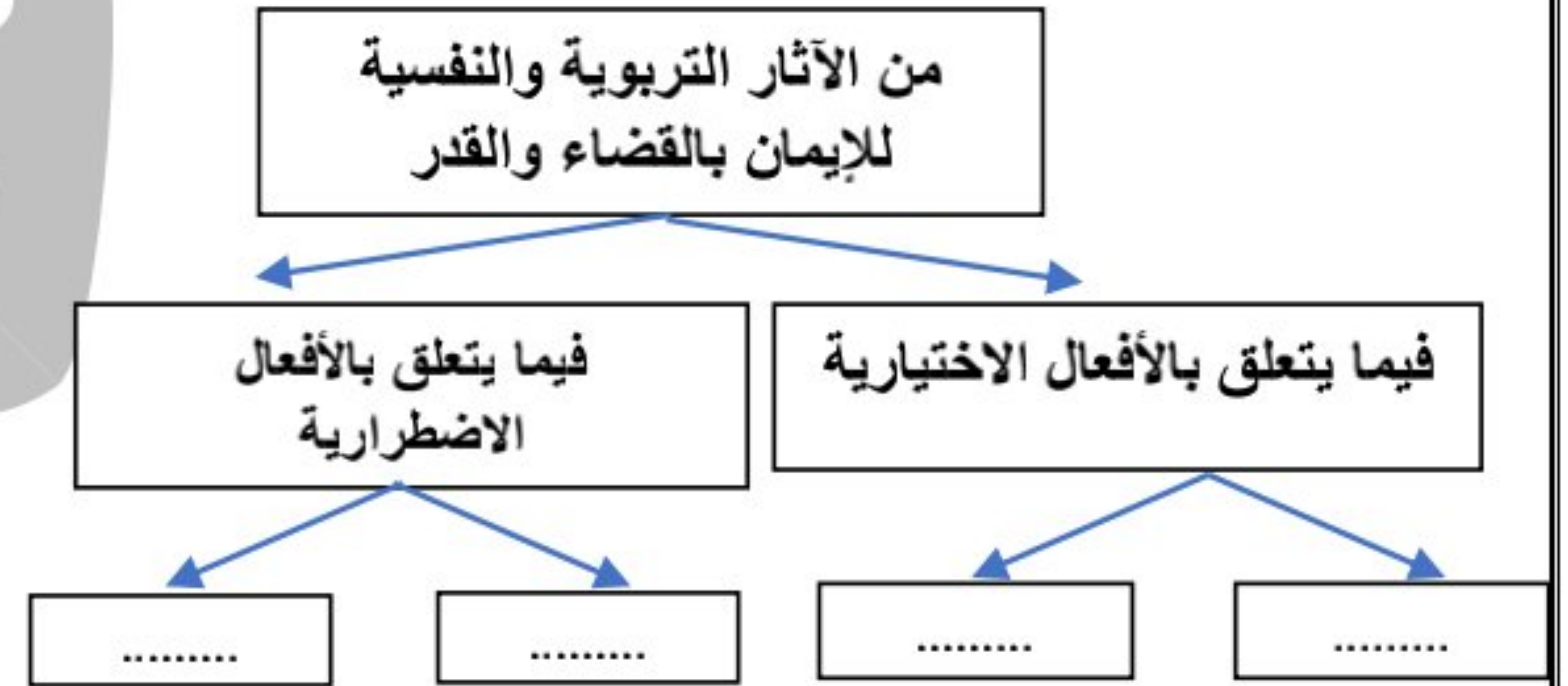 من الآثار التربوية والنفسية
للإيمان بالقضاء والقدر
فيما يتعلق بالأفعال الاختيارية
فيما يتعلق بالأفعال
الاضطرارية
.........
.........
.........
.........